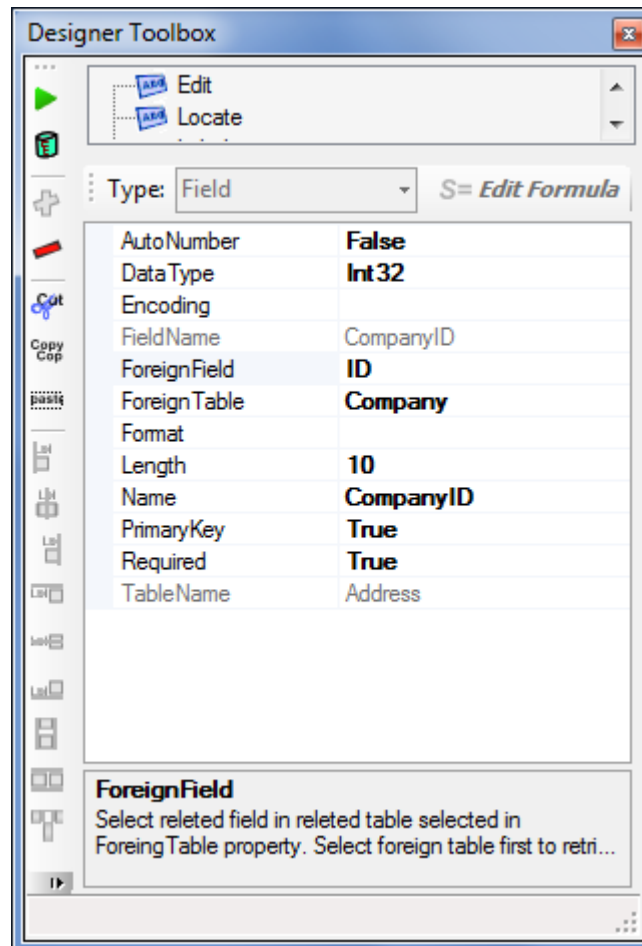 Designer Toolbox
Edit
Locate
Type: Field S= Edit Formula
AutoNumber False
DataType Int32
Encoding
FieldName CompanyID
ForeignField ID
ForeignTable Company
Format
Length 10
Name CompanyID
PrimaryKey True
Required True
TableName Address
Cut
Copy
Cop
paste
ForeignField
Select releted field in releted table selected in
ForeingTable property. Select foreign table first to retri...